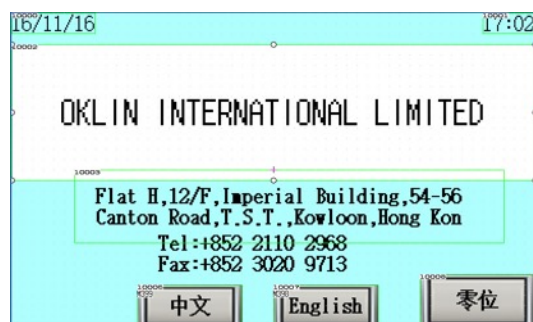 16/11/16 17:02
OKLIN INTERNATIONAL LIMITED
Flat H,12/F,Imperial Building,54-56
Canton Road,T.S.T.,Kowloon,Hong Kon
Tel:+852 2110 2968
Fax:+852 3020 9713
中文 English 零位